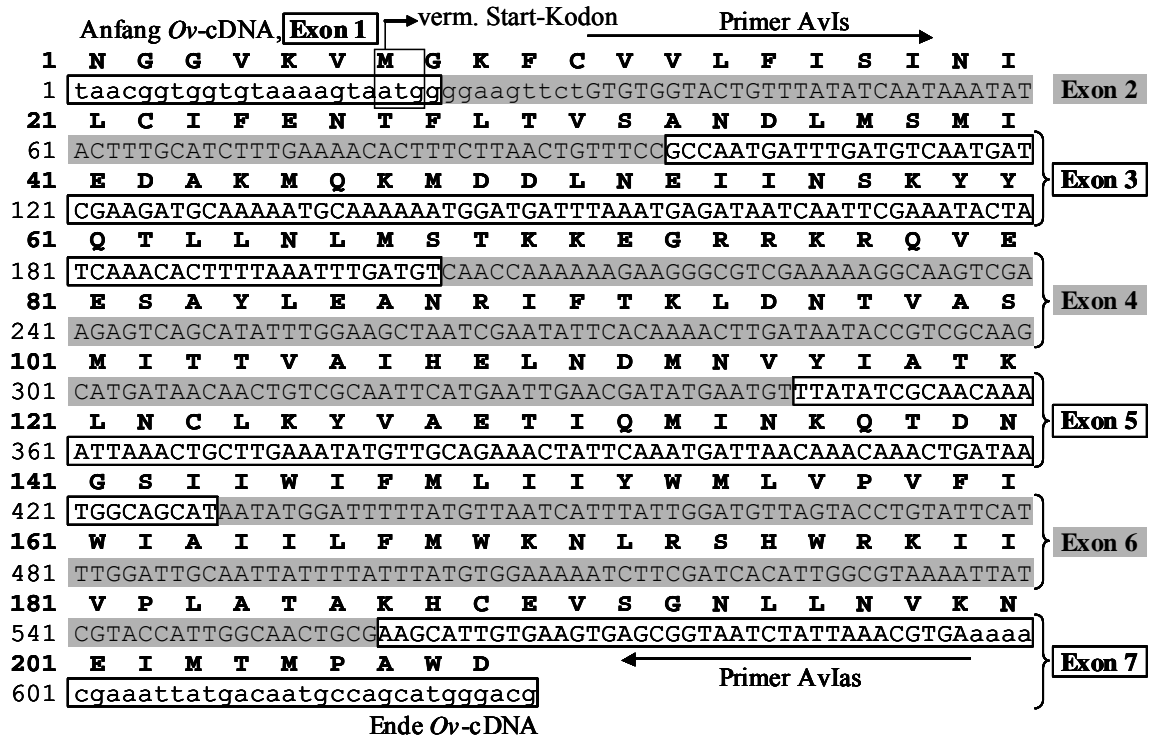 Anfang Ov-cDNA, Exon 1 verm. Start-Kodon Primer AvIs
1 N G G V K V M G K F C V V L F I S I N I
1 taacggtggtgtaaaagtaatggggaagttctGTGTGGTACTGTTTATATCAATAAATAT Exon 2
21 L C I F E N T F L T V S A N D L M S M I
61 ACTTTGCATCTTTGAAAACACTTTCTTAACTGTTTCCGCCAATGATTTGATGTCAATGAT
41 E D A K M Q K M D D L N E I I N S K Y Y Exon 3
121 CGAAGATGCAAAAATGCAAAAAATGGATGATTTAAATGAGATAATCAATTCGAAATACTA
61 Q T L L N L M S T K K E G R R K R Q V E
181 TCAAACACTTTTAAATTTGATGTCAACCAAAAAAGAAGGGCGTCGAAAAAGGCAAGTCGA
81 E S A Y L E A N R I F T K L D N T V A S Exon 4
241 AGAGTCAGCATATTTGGAAGCTAATCGAATATTCACAAAACTTGATAATACCGTCGCAAG
101 M I T T V A I H E L N D M N V Y I A T K
301 CATGATAACAACTGTCGCAATTCATGAATTGAACGATATGAATGTTTATATCGCAACAAA
121 L N C L K Y V A E T I Q M I N K Q T D N Exon 5
361 ATTAAACTGCTTGAAATATGTTGCAGAAACTATTCAAATGATTAACAAACAAACTGATAA
141 G S I I W I F M L I I Y W M L V P V F I
421 TGGCAGCATAATATGGATTTTTATGTTAATCATTTATTGGATGTTAGTACCTGTATTCAT
161 W I A I I L F M W K N L R S H W R K I I Exon 6
481 TTGGATTGCAATTATTTTATTTATGTGGAAAAATCTTCGATCACATTGGCGTAAAATTAT
181 V P L A T A K H C E V S G N L L N V K N
541 CGTACCATTGGCAACTGCGAAGCATTGTGAAGTGAGCGGTAATCTATTAAACGTGAaaaa
201 E I M T M P A W D Primer AvIas Exon 7
601 cgaaattatgacaatgccagcatgggacg
Ende Ov-cDNA